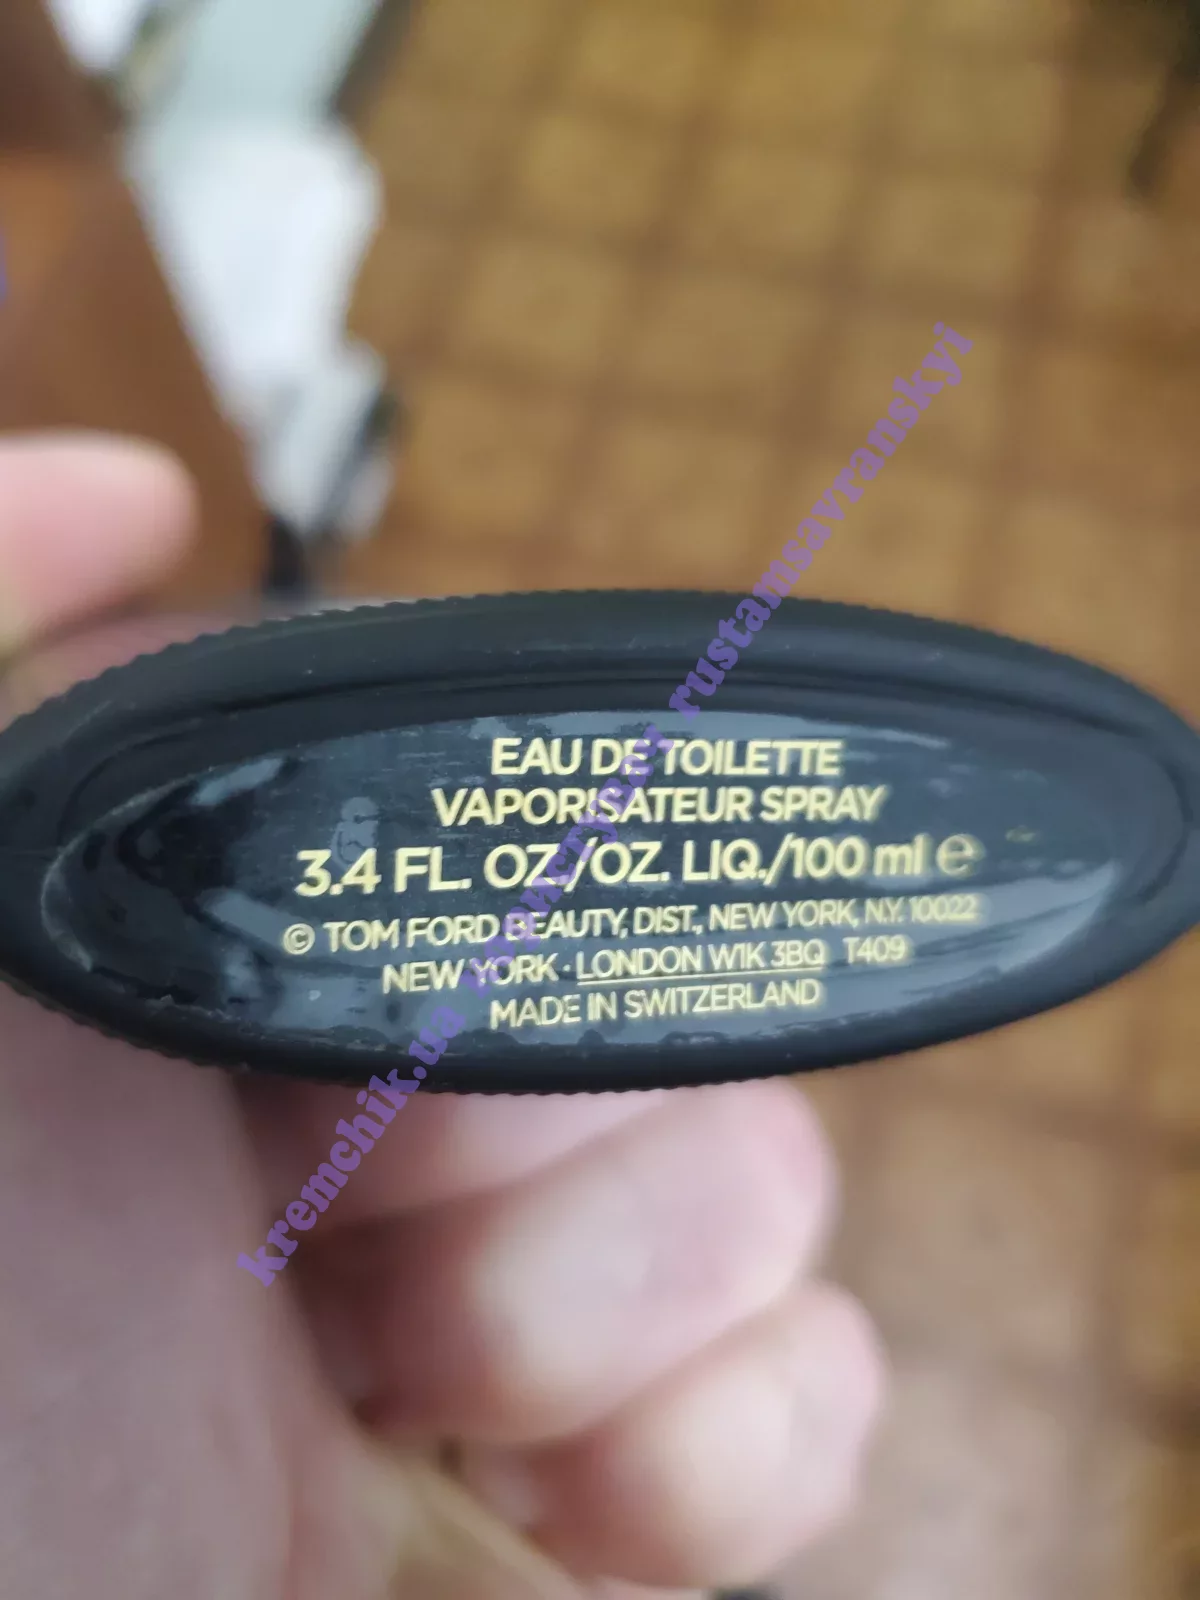 EAU DE TOILETTE
VAPORISATEUR SPRAY
3.4 FL. OZ./OZ. LIQ./100 ml ℮
© TOM FORD BEAUTY, DIST., NEW YORK, N.Y. 10022
NEW YORK · LONDON W1K 3BQ T409
MADE IN SWITZERLAND
kremchik.ua rustamsavranskyi